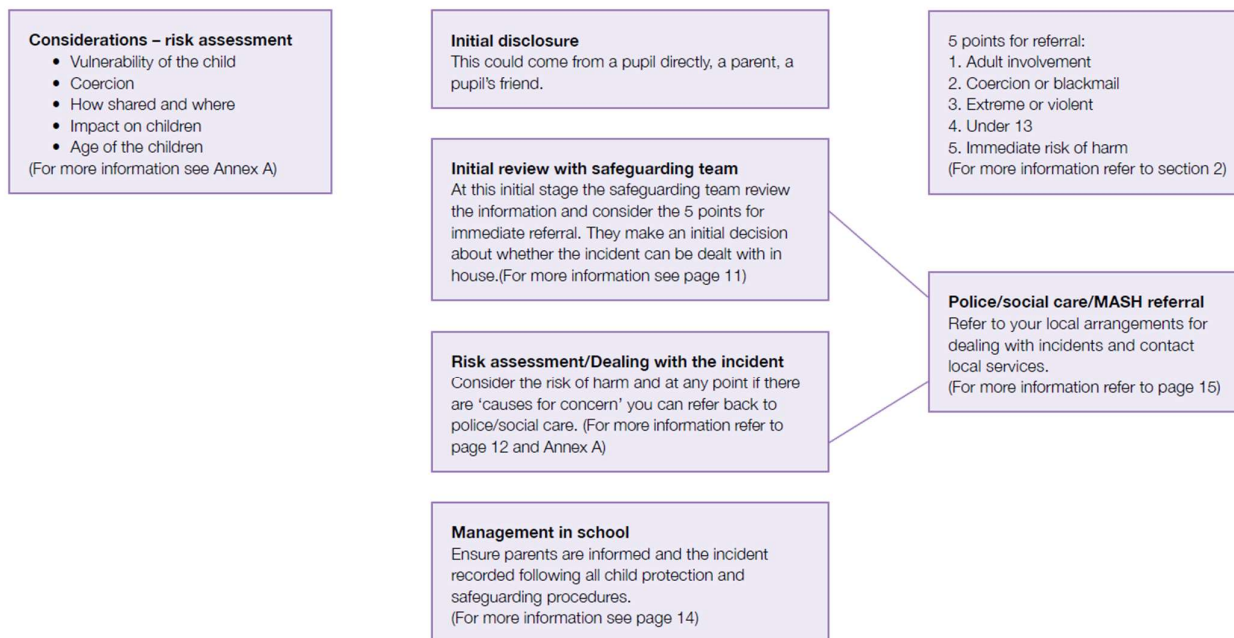 Considerations – risk assessment
• Vulnerability of the child
• Coercion
• How shared and where
• Impact on children
• Age of the children
(For more information see Annex A)
Initial disclosure
This could come from a pupil directly, a parent, a
pupil's friend.
5 points for referral:
1. Adult involvement
2. Coercion or blackmail
3. Extreme or violent
4. Under 13
5. Immediate risk of harm
(For more information refer to section 2)
Initial review with safeguarding team
At this initial stage the safeguarding team review
the information and consider the 5 points for
immediate referral. They make an initial decision
about whether the incident can be dealt with in
house.(For more information see page 11)
Police/social care/MASH referral
Refer to your local arrangements for
dealing with incidents and contact
local services.
(For more information refer to page 15)
Risk assessment/Dealing with the incident
Consider the risk of harm and at any point if there
are ‘causes for concern’ you can refer back to
police/social care. (For more information refer to
page 12 and Annex A)
Management in school
Ensure parents are informed and the incident
recorded following all child protection and
safeguarding procedures.
(For more information see page 14)